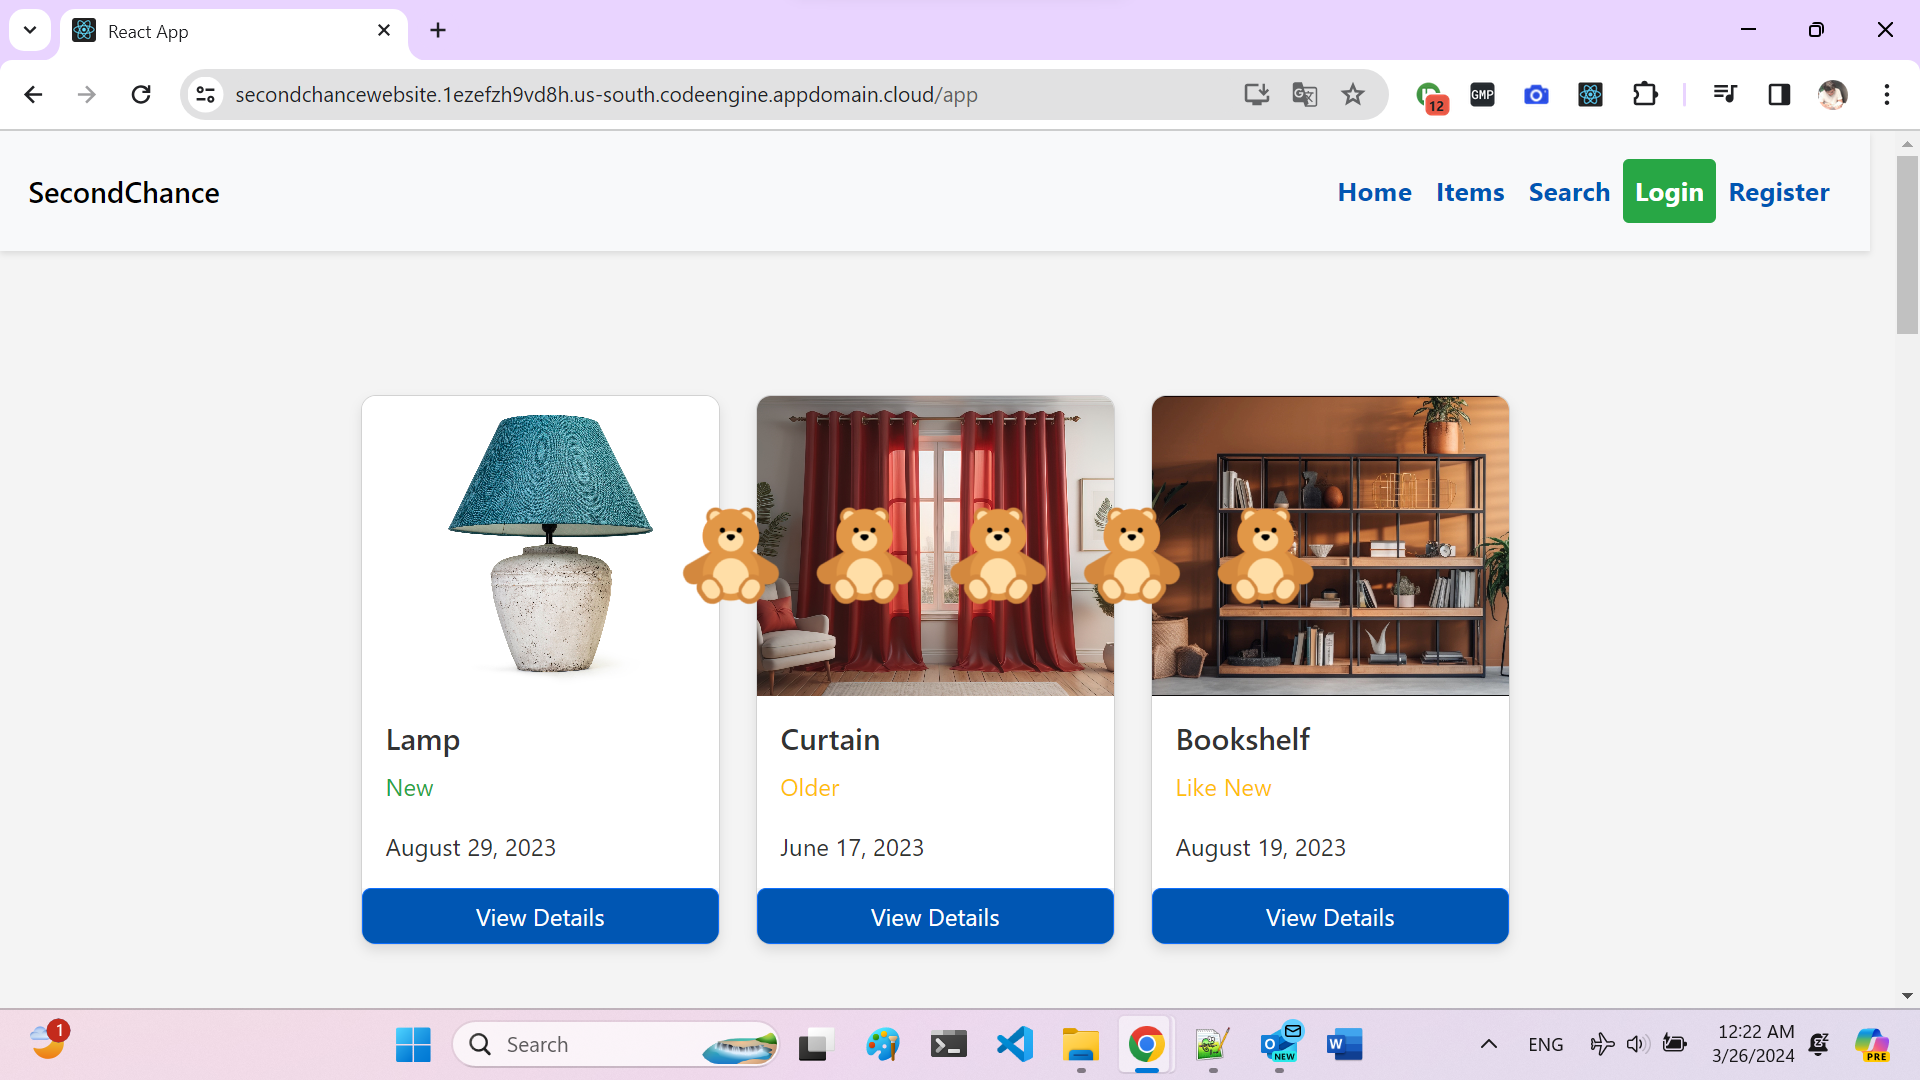 React App
secondchancewebsite.1ezefzh9vd8h.us-south.codeengine.appdomain.cloud/app
12
GMP
SecondChance
Home Items Search Login Register
Lamp
New
August 29, 2023
View Details
Curtain
Older
June 17, 2023
View Details
Bookshelf
Like New
August 19, 2023
View Details
1
Search
NEW
W
ENG
12:22 AM
3/26/2024
PRE